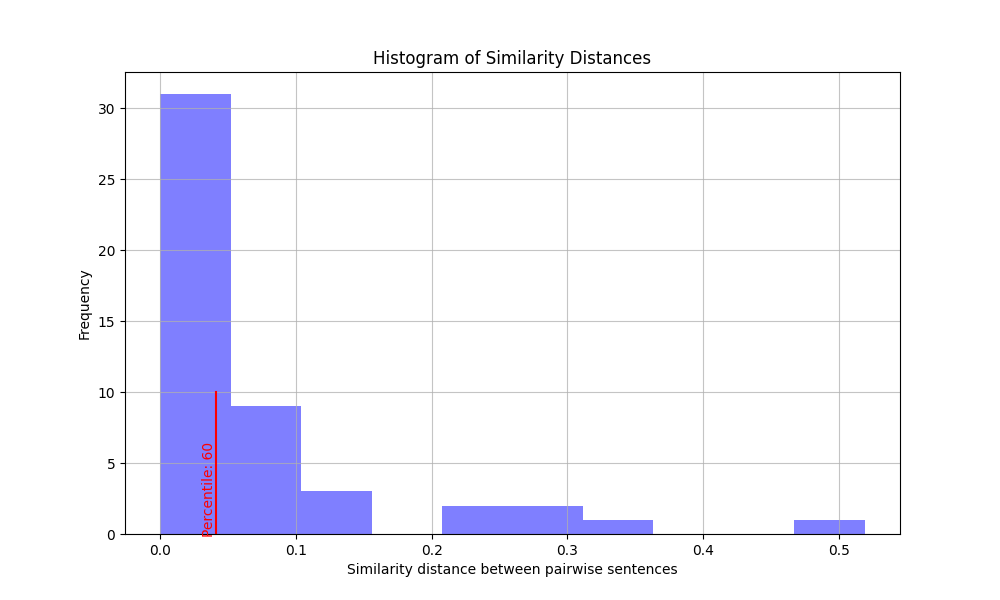 Histogram of Similarity Distances
Frequency
30
25
20
15
10
5
0
Percentile: 60
0.0 0.1 0.2 0.3 0.4 0.5
Similarity distance between pairwise sentences